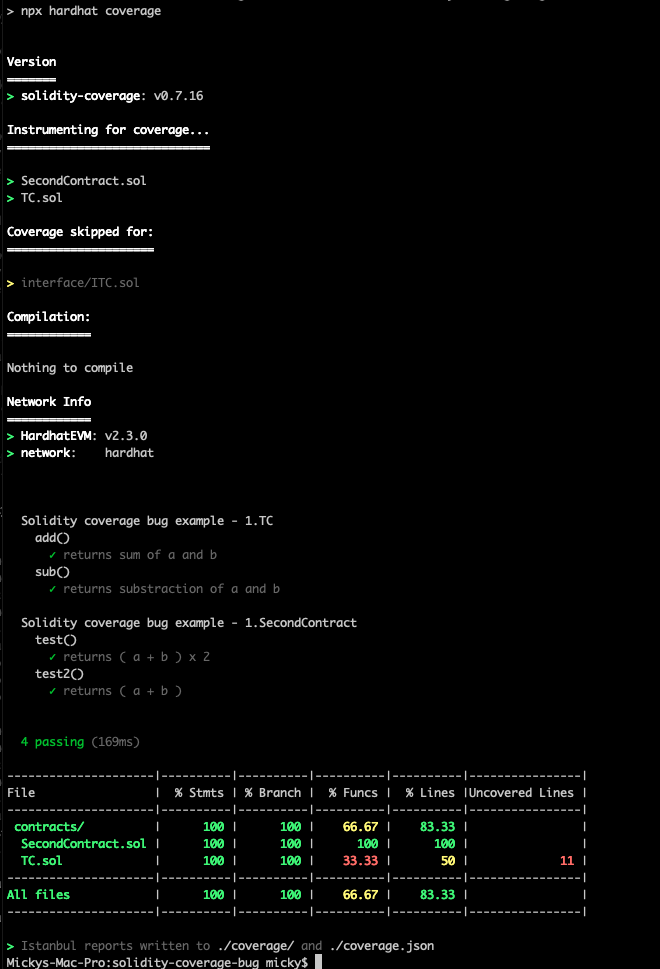 > npx hardhat coverage
Version
=======
> solidity-coverage: v0.7.16
Instrumenting for coverage...
=============================
> SecondContract.sol
> TC.sol
Coverage skipped for:
=====================
> interface/ITC.sol
Compilation:
============
Nothing to compile
Network Info
============
> HardhatEVM: v2.3.0
> network:    hardhat
Solidity coverage bug example - 1.TC
add()
✓ returns sum of a and b
sub()
✓ returns substraction of a and b
Solidity coverage bug example - 1.SecondContract
test()
✓ returns ( a + b ) x 2
test2()
✓ returns ( a + b )
4 passing (169ms)
---------------------|----------|----------|----------|----------|----------------|
File                 |  % Stmts | % Branch |  % Funcs |  % Lines |Uncovered Lines |
---------------------|----------|----------|----------|----------|----------------|
 contracts/          |      100 |      100 |    66.67 |    83.33 |                |
  SecondContract.sol |      100 |      100 |      100 |      100 |                |
  TC.sol             |      100 |      100 |    33.33 |       50 |             11 |
---------------------|----------|----------|----------|----------|----------------|
All files            |      100 |      100 |    66.67 |    83.33 |                |
---------------------|----------|----------|----------|----------|----------------|
> Istanbul reports written to ./coverage/ and ./coverage.json
Mickys-Mac-Pro:solidity-coverage-bug micky$